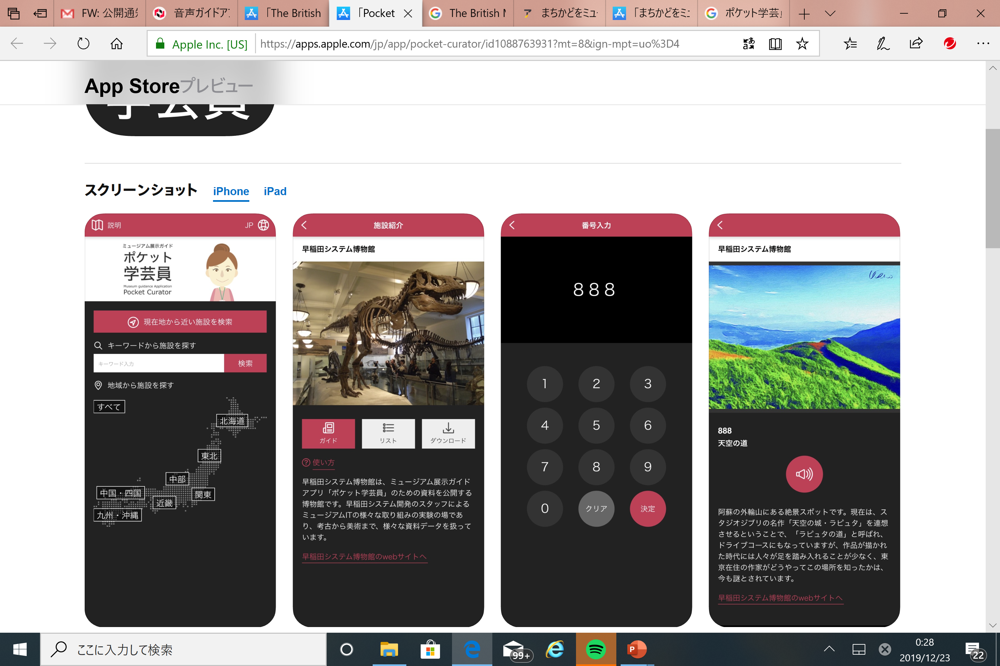 FW: 公開通知
音声ガイドア
「The British
「Pocket
The British M
まちかどをミュー
「まちかどをミュ
ポケット学芸員
Apple Inc. [US]
https://apps.apple.com/jp/app/pocket-curator/id1088763931?mt=8&ign-mpt=uo%3D4
App Storeプレビュー
学芸員
スクリーンショット iPhone iPad
説明
JP
ミュージアム展示ガイド
ポケット
学芸員
Museum guidance Application
Pocket Curator
現在地から近い施設を検索
キーワードから施設を探す
キーワード入力
検索
地域から施設を探す
すべて
北海道
東北
中部
関東
中国・四国
近畿
九州・沖縄
施設紹介
早稲田システム博物館
ガイド
リスト
ダウンロード
使い方
早稲田システム博物館は、ミュージアム展示ガイド
アプリ「ポケット学芸員」のための資料を公開する
博物館です。早稲田システム開発のスタッフによる
ミュージアムITの様々な取り組みの実験の場であ
り、考古から美術まで、様々な資料データを扱って
います。
早稲田システム博物館のwebサイトへ
番号入力
888
1 2 3
4 5 6
7 8 9
0 クリア 決定
早稲田システム博物館
888
天空の道
阿蘇の外輪山にある絶景スポットです。現在は、ス
タジオジブリの名作「天空の城・ラピュタ」を連想
させるということで、「ラピュタの道」と呼ばれ、
ドライブコースにもなっていますが、作品が描かれ
た時代には人々が足を踏み入れることが少なく、東
京在住の作家がどうやってこの場所を知ったかは、
今も謎とされています。
早稲田システム博物館のwebサイトへ
ここに入力して検索
99+
0:28
2019/12/23
22